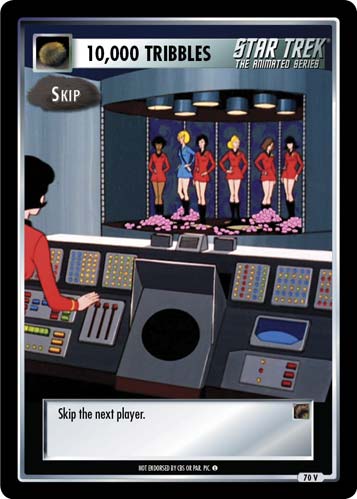 10,000 TRIBBLES
STAR TREK
THE ANIMATED SERIES
SKIP
Skip the next player.
NOT ENDORSED BY CBS OR PAR. PIC.
70 V